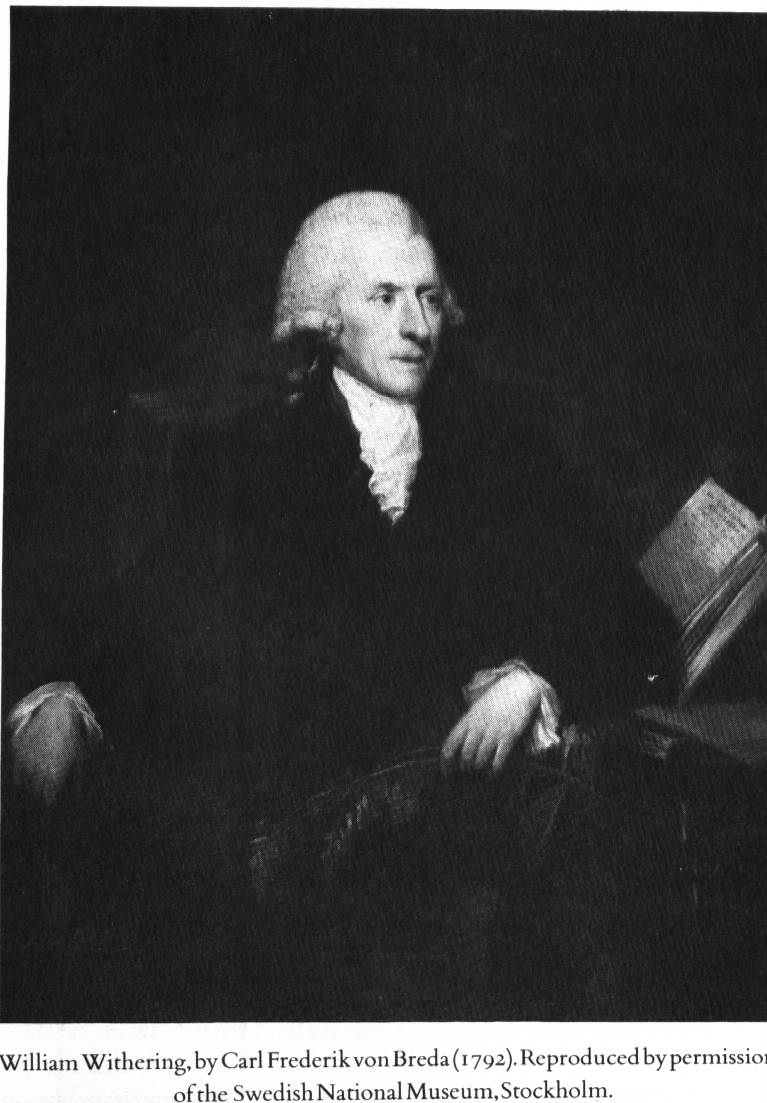 William Withering, by Carl Frederik von Breda (1792). Reproduced by permission
of the Swedish National Museum, Stockholm.